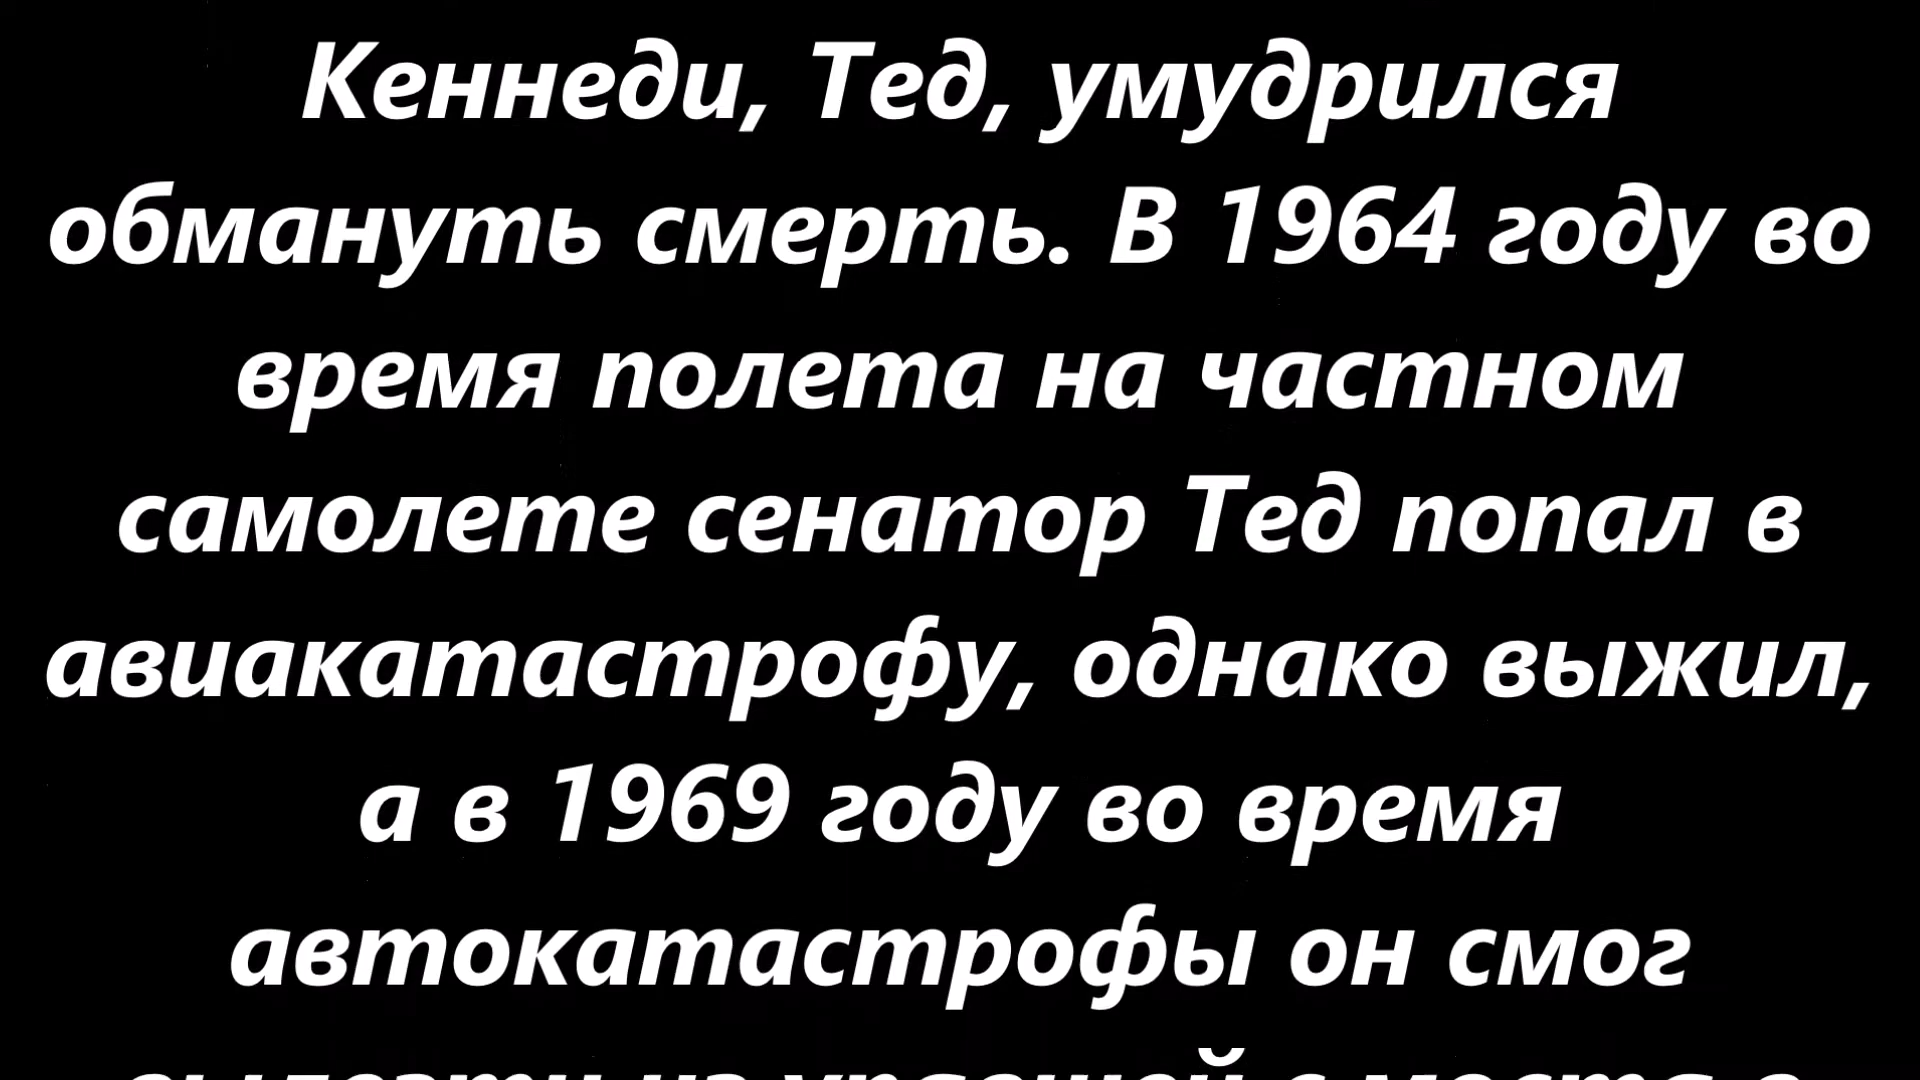 Кеннеди, Тед, умудрился
обмануть смерть. В 1964 году во
время полета на частном
самолете сенатор Тед попал в
авиакатастрофу, однако выжил,
а в 1969 году во время
автокатастрофы он смог